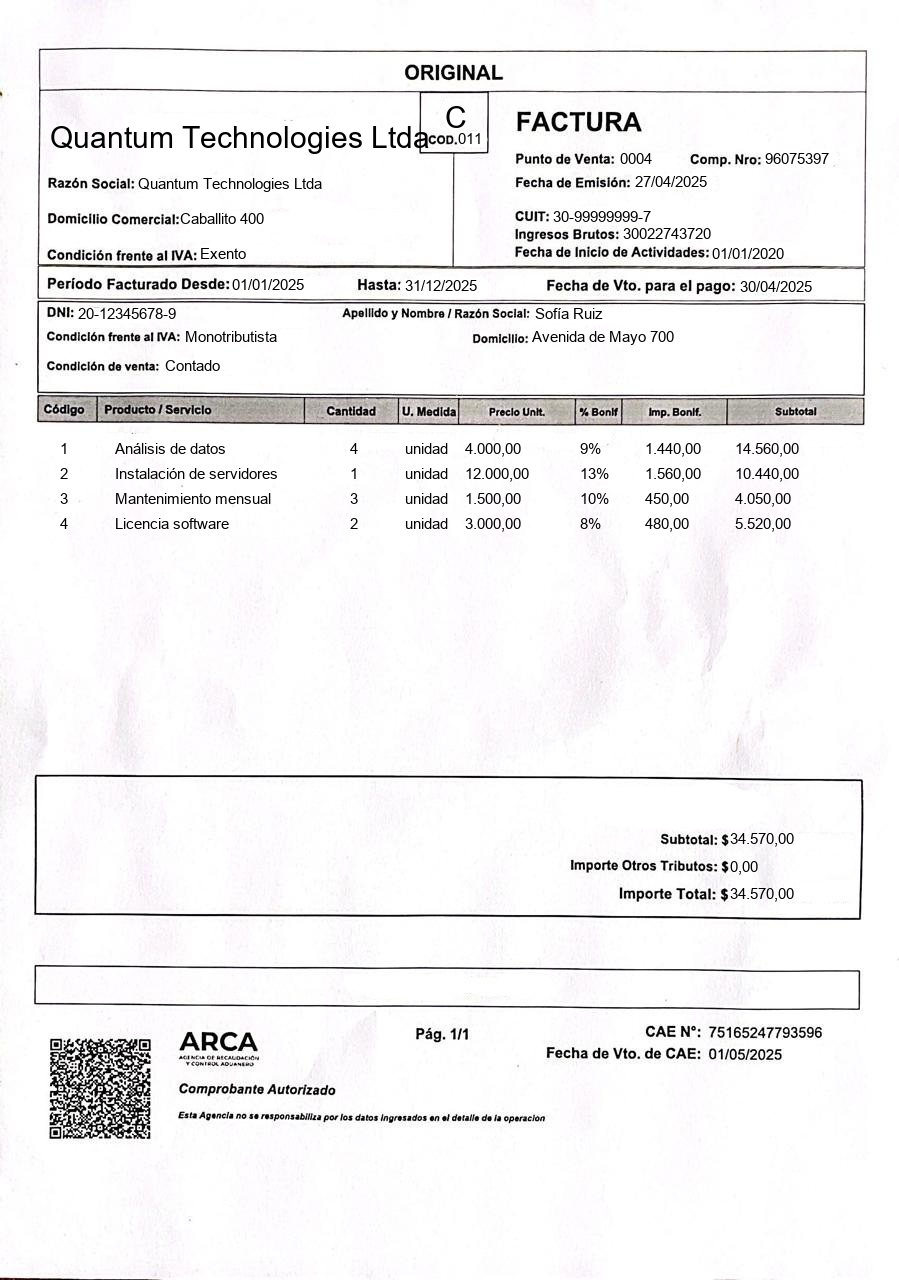 ORIGINAL
Quantum Technologies Ltda
C
COD.011
FACTURA
Punto de Venta: 0004 Comp. Nro: 96075397
Razón Social: Quantum Technologies Ltda
Fecha de Emisión: 27/04/2025
Domicilio Comercial:Caballito 400
CUIT: 30-99999999-7
Ingresos Brutos: 30022743720
Condición frente al IVA: Exento
Fecha de Inicio de Actividades: 01/01/2020
Período Facturado Desde: 01/01/2025 Hasta: 31/12/2025 Fecha de Vto. para el pago: 30/04/2025
DNI: 20-12345678-9 Apellido y Nombre / Razón Social: Sofía Ruiz
Condición frente al IVA: Monotributista Domicilio: Avenida de Mayo 700
Condición de venta: Contado
Código Producto / Servicio Cantidad U. Medida Precio Unit. % Bonif Imp. Bonif. Subtotal
1 Análisis de datos 4 unidad 4.000,00 9% 1.440,00 14.560,00
2 Instalación de servidores 1 unidad 12.000,00 13% 1.560,00 10.440,00
3 Mantenimiento mensual 3 unidad 1.500,00 10% 450,00 4.050,00
4 Licencia software 2 unidad 3.000,00 8% 480,00 5.520,00
Subtotal: $34.570,00
Importe Otros Tributos: $0,00
Importe Total: $34.570,00
ARCA
AGENCIA DE RECAUDACIÓN
Y CONTROL ADUANERO
Pág. 1/1
CAE N°: 75165247793596
Fecha de Vto. de CAE: 01/05/2025
Comprobante Autorizado
Esta Agencia no se responsabiliza por los datos ingresados en el detalle de la operación